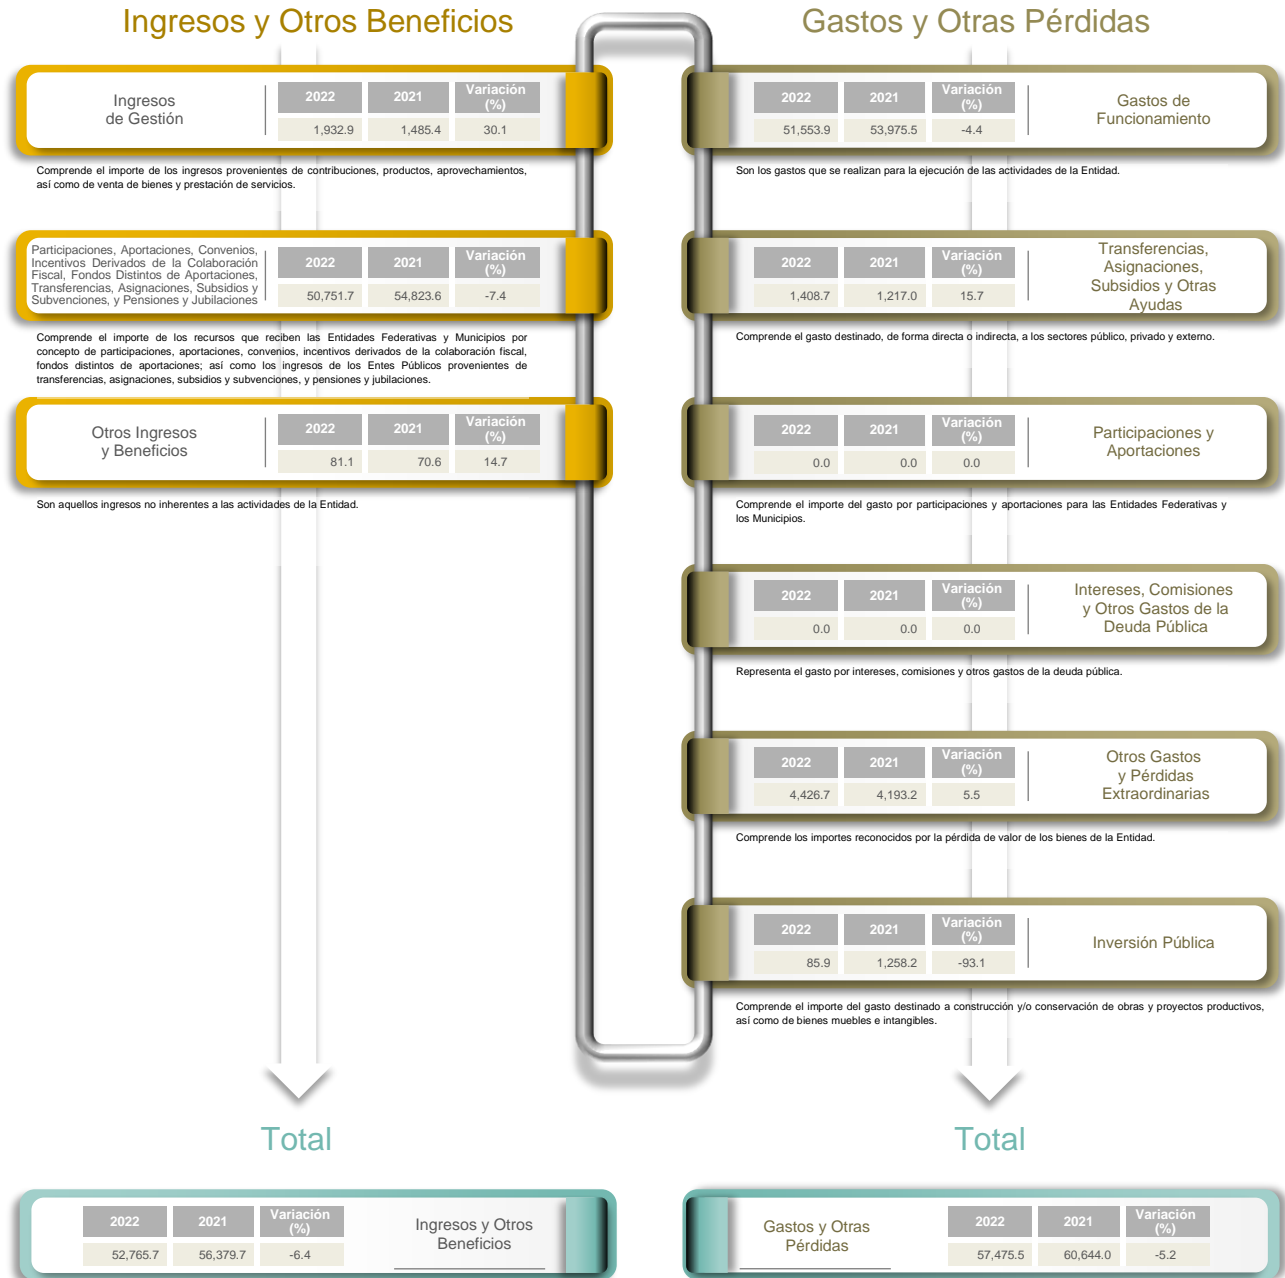 Ingresos y Otros Beneficios
Ingresos
de Gestión
2022 2021 Variación (%)
1,932.9 1,485.4 30.1
Comprende el importe de los ingresos provenientes de contribuciones, productos, aprovechamientos,
así como de venta de bienes y prestación de servicios.
Participaciones, Aportaciones, Convenios,
Incentivos Derivados de la Colaboración
Fiscal, Fondos Distintos de Aportaciones,
Transferencias, Asignaciones, Subsidios y
Subvenciones, y Pensiones y Jubilaciones
2022 2021 Variación (%)
50,751.7 54,823.6 -7.4
Comprende el importe de los recursos que reciben las Entidades Federativas y Municipios por
concepto de participaciones, aportaciones, convenios, incentivos derivados de la colaboración fiscal,
fondos distintos de aportaciones; así como los ingresos de los Entes Públicos provenientes de
transferencias, asignaciones, subsidios y subvenciones, y pensiones y jubilaciones.
Otros Ingresos
y Beneficios
2022 2021 Variación (%)
81.1 70.6 14.7
Son aquellos ingresos no inherentes a las actividades de la Entidad.
Total
2022 2021 Variación (%)
52,765.7 56,379.7 -6.4
Ingresos y Otros
Beneficios
Gastos y Otras Pérdidas
2022 2021 Variación (%)
51,553.9 53,975.5 -4.4
Gastos de
Funcionamiento
Son los gastos que se realizan para la ejecución de las actividades de la Entidad.
2022 2021 Variación (%)
1,408.7 1,217.0 15.7
Transferencias,
Asignaciones,
Subsidios y Otras
Ayudas
Comprende el gasto destinado, de forma directa o indirecta, a los sectores público, privado y externo.
2022 2021 Variación (%)
0.0 0.0 0.0
Participaciones y
Aportaciones
Comprende el importe del gasto por participaciones y aportaciones para las Entidades Federativas y
los Municipios.
2022 2021 Variación (%)
0.0 0.0 0.0
Intereses, Comisiones
y Otros Gastos de la
Deuda Pública
Representa el gasto por intereses, comisiones y otros gastos de la deuda pública.
2022 2021 Variación (%)
4,426.7 4,193.2 5.5
Otros Gastos
y Pérdidas
Extraordinarias
Comprende los importes reconocidos por la pérdida de valor de los bienes de la Entidad.
2022 2021 Variación (%)
85.9 1,258.2 -93.1
Inversión Pública
Comprende el importe del gasto destinado a construcción y/o conservación de obras y proyectos productivos,
así como de bienes muebles e intangibles.
Total
Gastos y Otras
Pérdidas
2022 2021 Variación (%)
57,475.5 60,644.0 -5.2